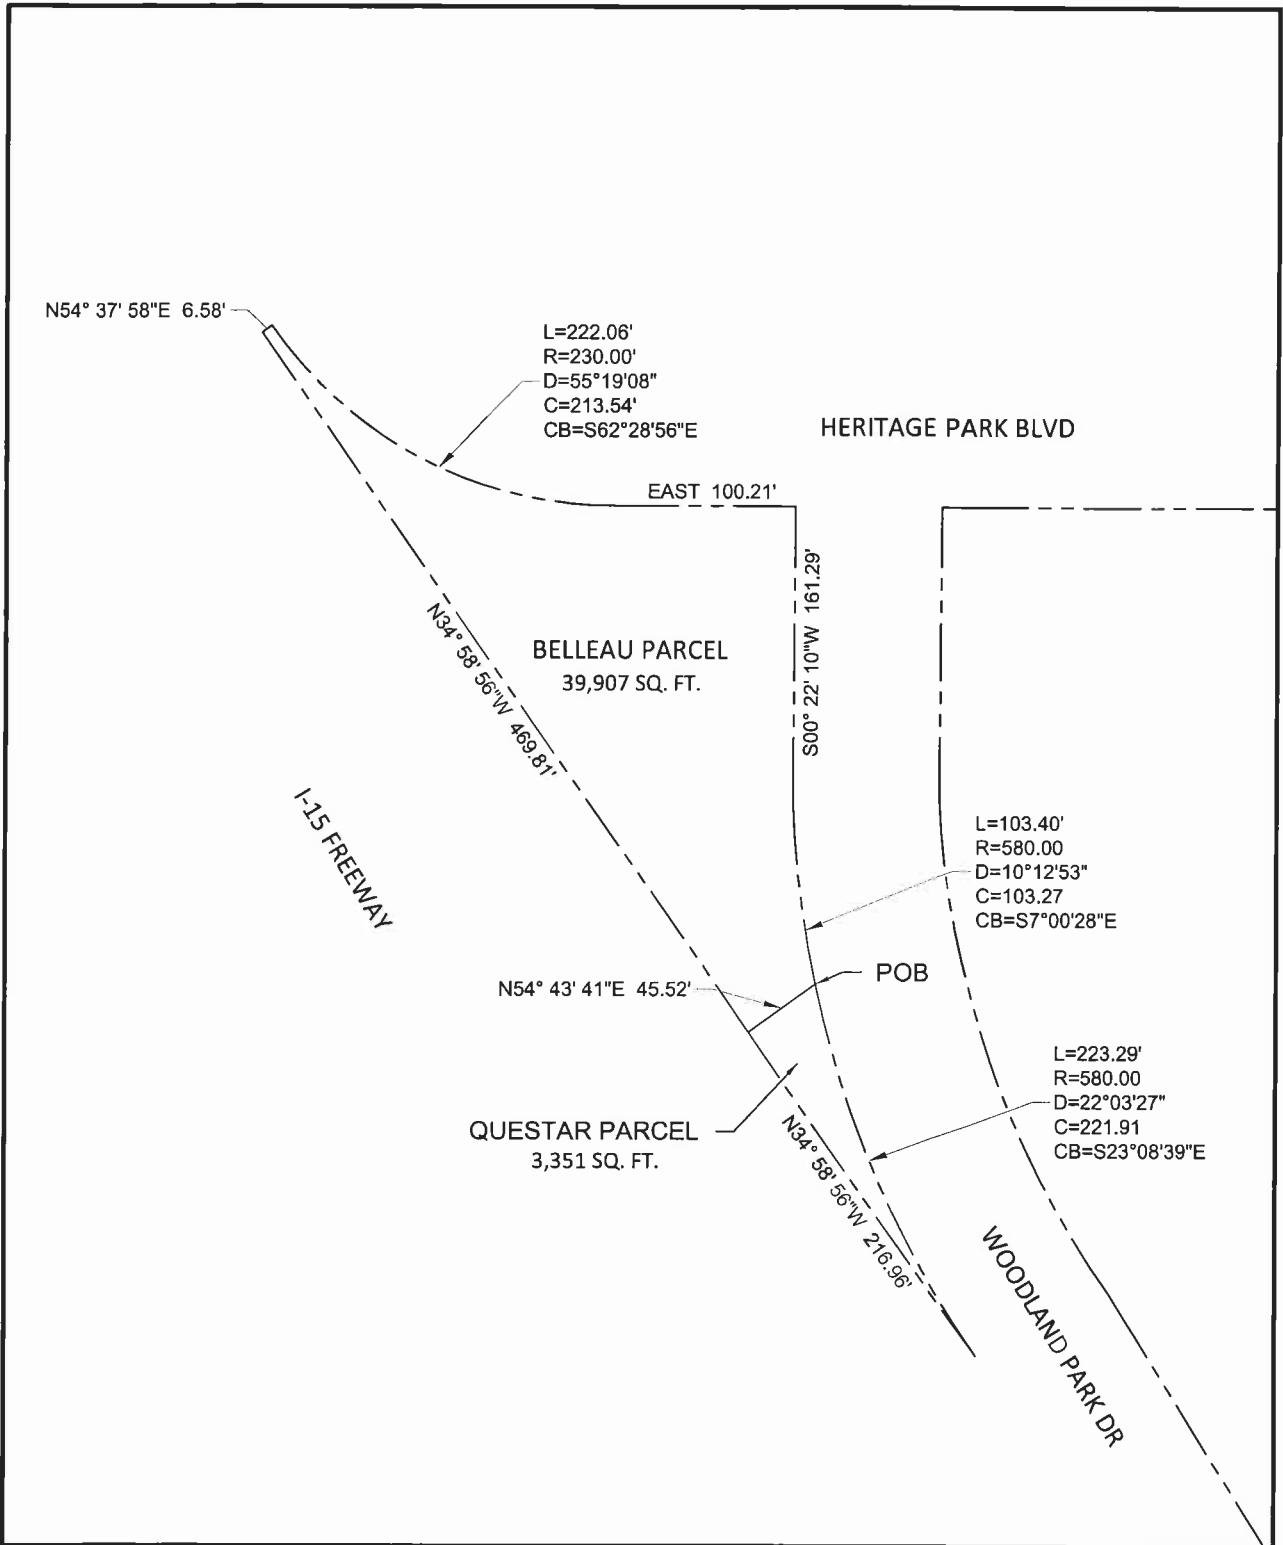 N54° 37' 58"E 6.58'
L=222.06'
R=230.00'
D=55°19'08"
C=213.54'
CB=S62°28'56"E
HERITAGE PARK BLVD
EAST 100.21'
S00° 22' 10"W 161.29'
N34° 58' 56"W 469.81'
BELLEAU PARCEL
39,907 SQ. FT.
I-15 FREEWAY
L=103.40'
R=580.00
D=10°12'53"
C=103.27
CB=S7°00'28"E
POB
N54° 43' 41"E 45.52'
L=223.29'
R=580.00
D=22°03'27"
C=221.91
CB=S23°08'39"E
QUESTAR PARCEL
3,351 SQ. FT.
N34° 58' 56"W 216.96'
WOODLAND PARK DR